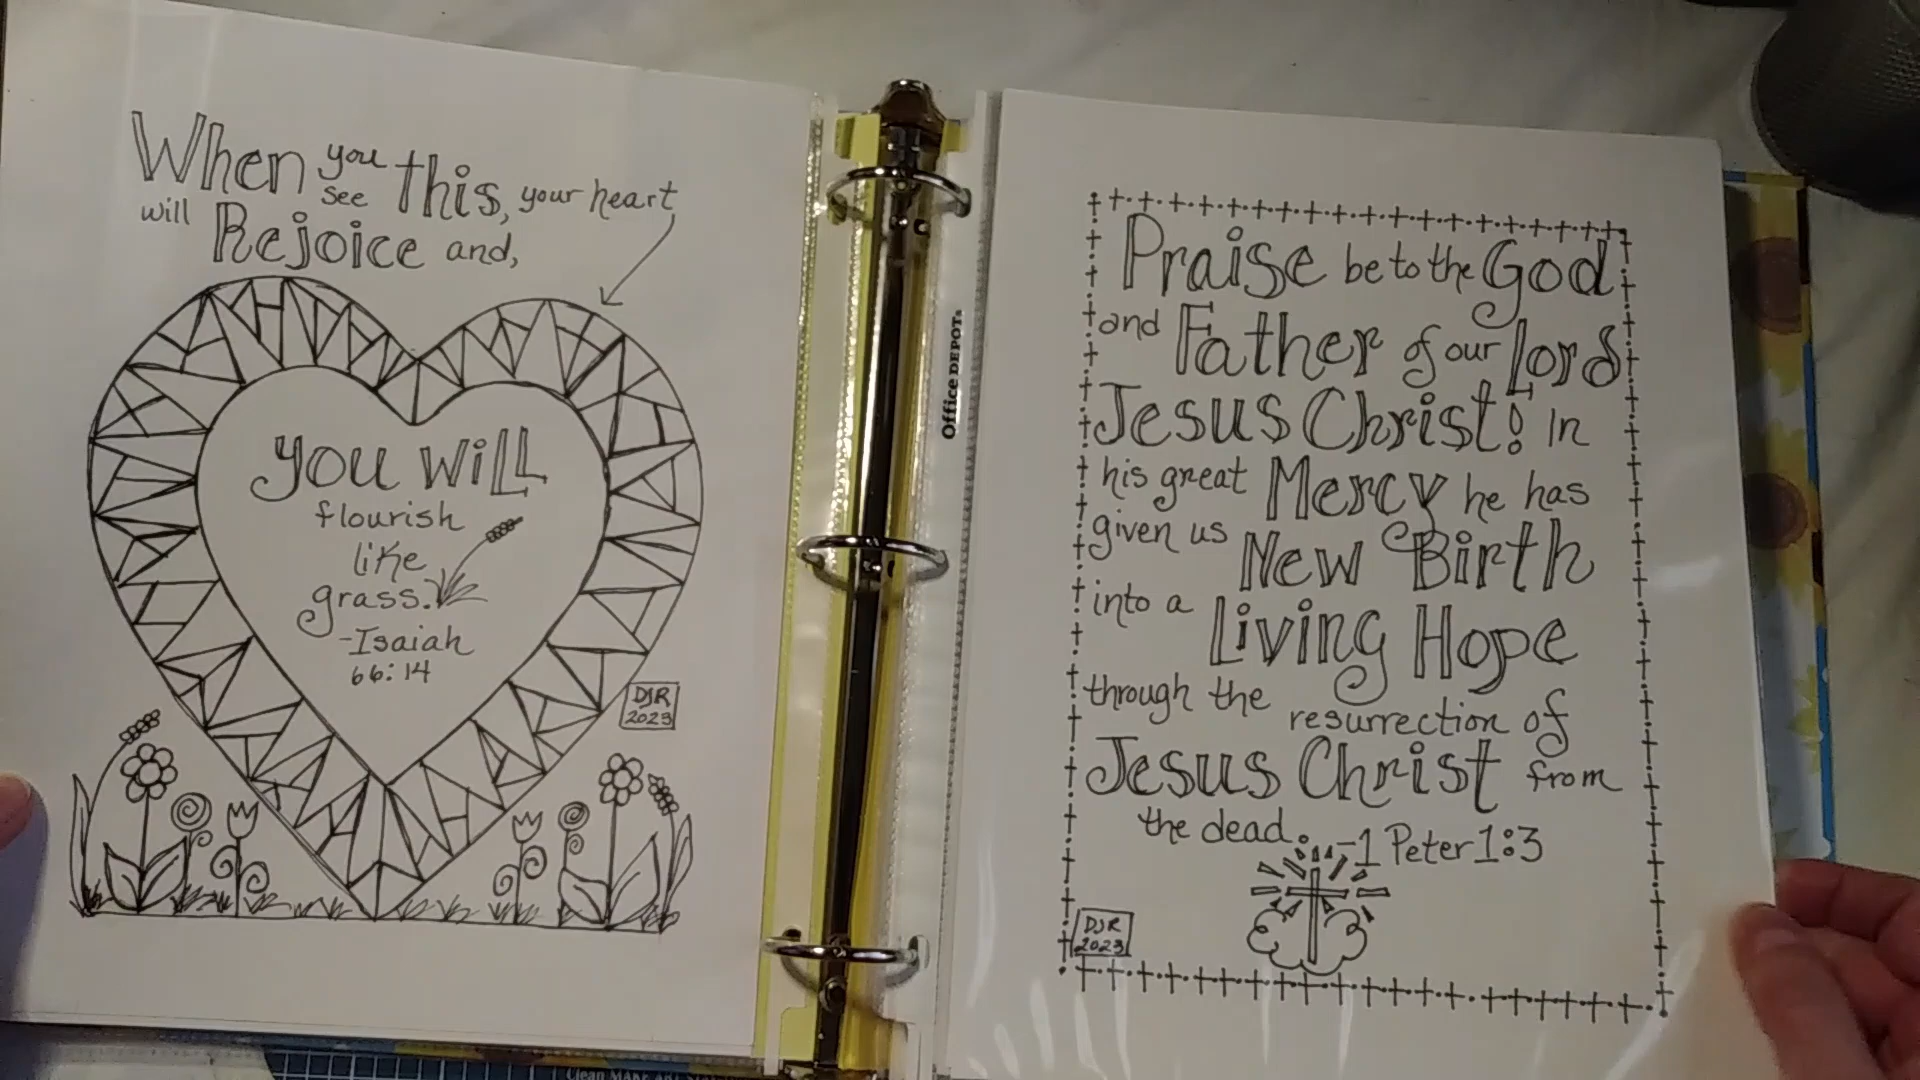 When you see this, your heart
will Rejoice and,
you will
flourish
like
grass.
-Isaiah
66:14
DJR
2023
Office DEPOT
Praise be to the God
and Father of our Lord
Jesus Christ! In
his great Mercy he has
given us New Birth
into a Living Hope
through the resurrection of
Jesus Christ from
the dead. -1 Peter 1:3
DJR
2023